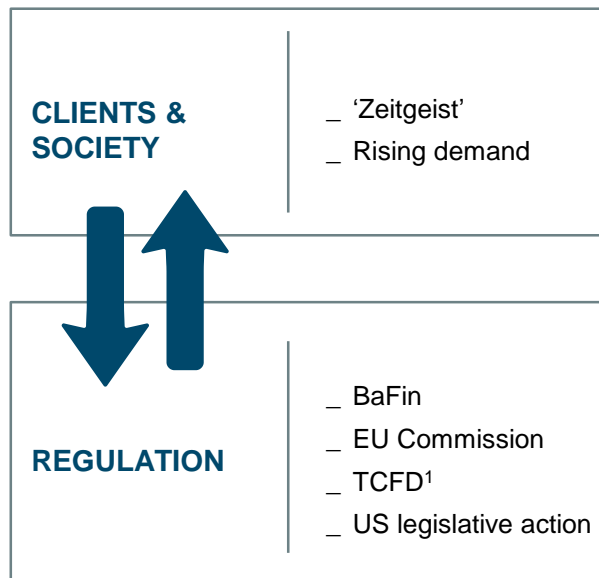 CLIENTS &
SOCIETY
_ ‘Zeitgeist’
_ Rising demand
REGULATION
_ BaFin
_ EU Commission
_ TCFD¹
_ US legislative action